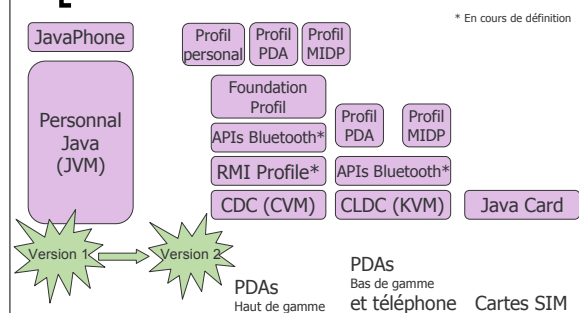 * En cours de définition
JavaPhone
Profil
personal
Profil
PDA
Profil
MIDP
Personnal
Java
(JVM)
Foundation
Profil
APIs Bluetooth*
RMI Profile*
CDC (CVM)
Profil
PDA
Profil
MIDP
APIs Bluetooth*
CLDC (KVM)
Java Card
Version 1
Version 2
PDAs
Haut de gamme
PDAs
Bas de gamme
et téléphone
Cartes SIM